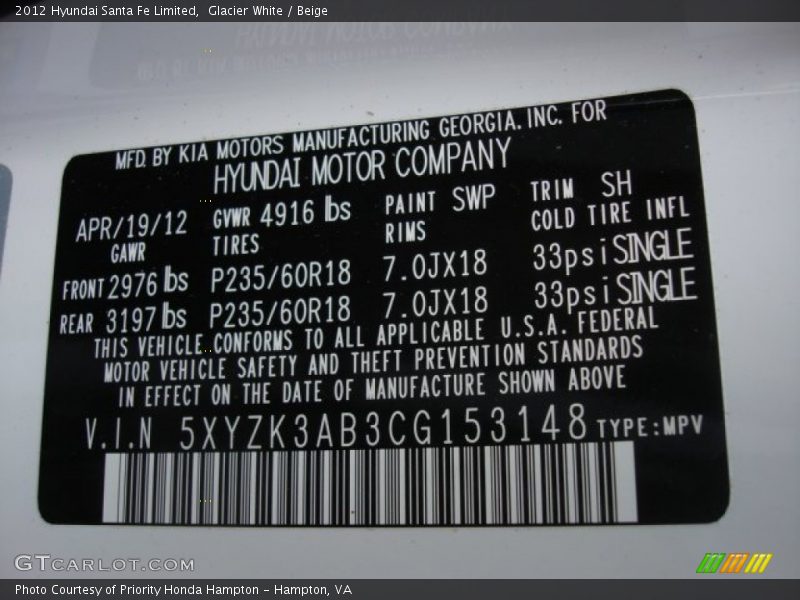 2012 Hyundai Santa Fe Limited,  Glacier White / Beige
MFD. BY KIA MOTORS MANUFACTURING GEORGIA. INC. FOR
HYUNDAI MOTOR COMPANY
APR/19/12 GVWR 4916 lbs PAINT SWP TRIM SH
GAWR TIRES RIMS COLD TIRE INFL
FRONT 2976 lbs P235/60R18 7.0JX18 33psi SINGLE
REAR 3197 lbs P235/60R18 7.0JX18 33psi SINGLE
THIS VEHICLE CONFORMS TO ALL APPLICABLE U.S.A. FEDERAL
MOTOR VEHICLE SAFETY AND THEFT PREVENTION STANDARDS
IN EFFECT ON THE DATE OF MANUFACTURE SHOWN ABOVE
V.I.N 5XYZK3AB3CG153148 TYPE:MPV
GTCARLOT.COM
Photo Courtesy of Priority Honda Hampton - Hampton, VA